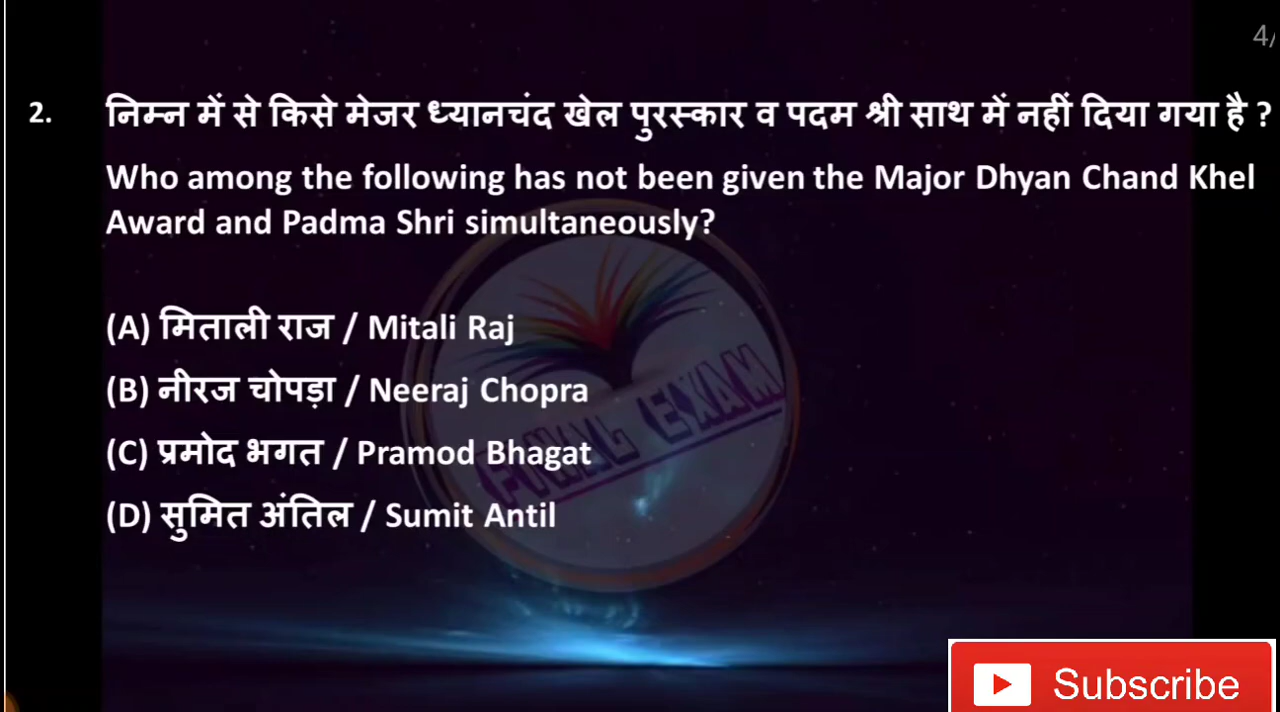 4/
2. निम्न में से किसे मेजर ध्यानचंद खेल पुरस्कार व पदम श्री साथ में नहीं दिया गया है ?
Who among the following has not been given the Major Dhyan Chand Khel
Award and Padma Shri simultaneously?
(A) मिताली राज / Mitali Raj
(B) नीरज चोपड़ा / Neeraj Chopra
(C) प्रमोद भगत / Pramod Bhagat
(D) सुमित अंतिल / Sumit Antil
FINAL EXAM
Subscribe